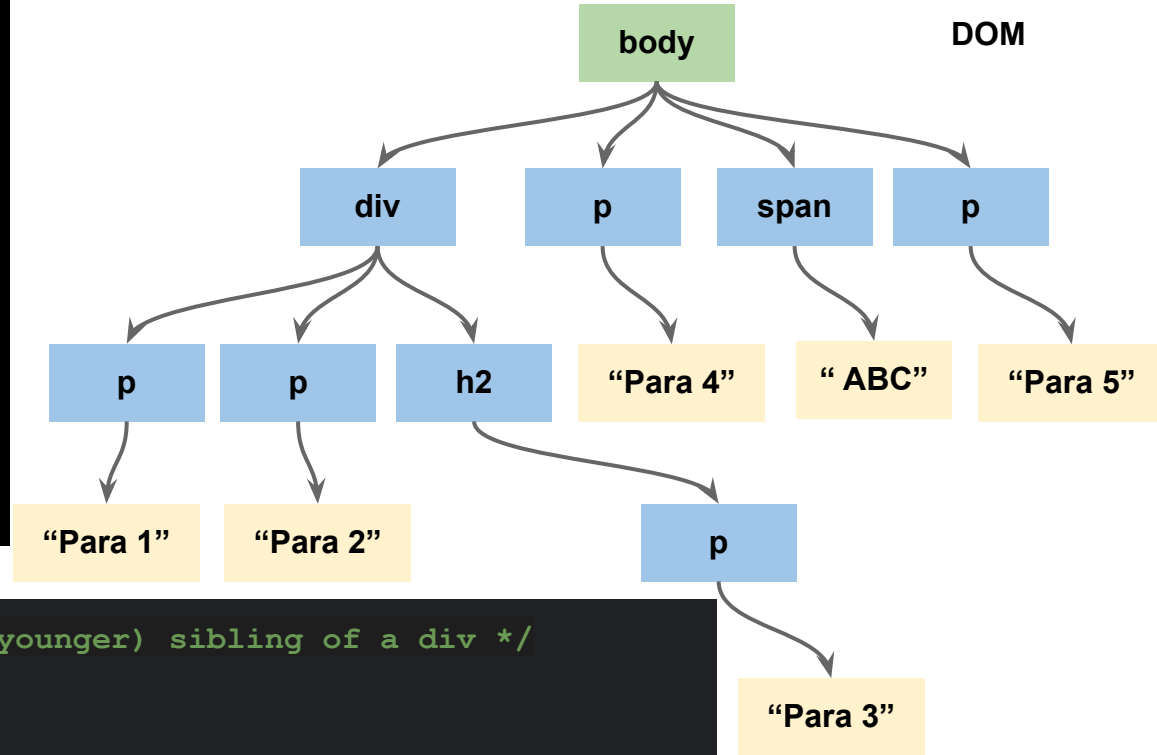 DOM
body
div
p
span
p
p
p
h2
“Para 4”
“ ABC”
“Para 5”
“Para 1”
“Para 2”
p
younger) sibling of a div */
“Para 3”